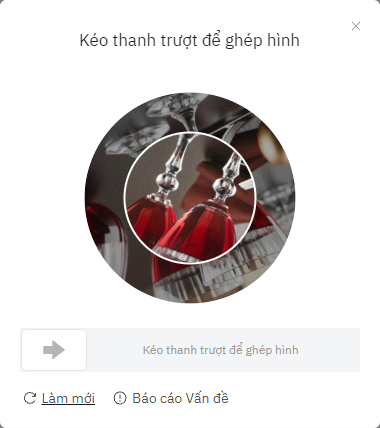 Kéo thanh trượt để ghép hình
Kéo thanh trượt để ghép hình
Làm mới
Báo cáo Vấn đề